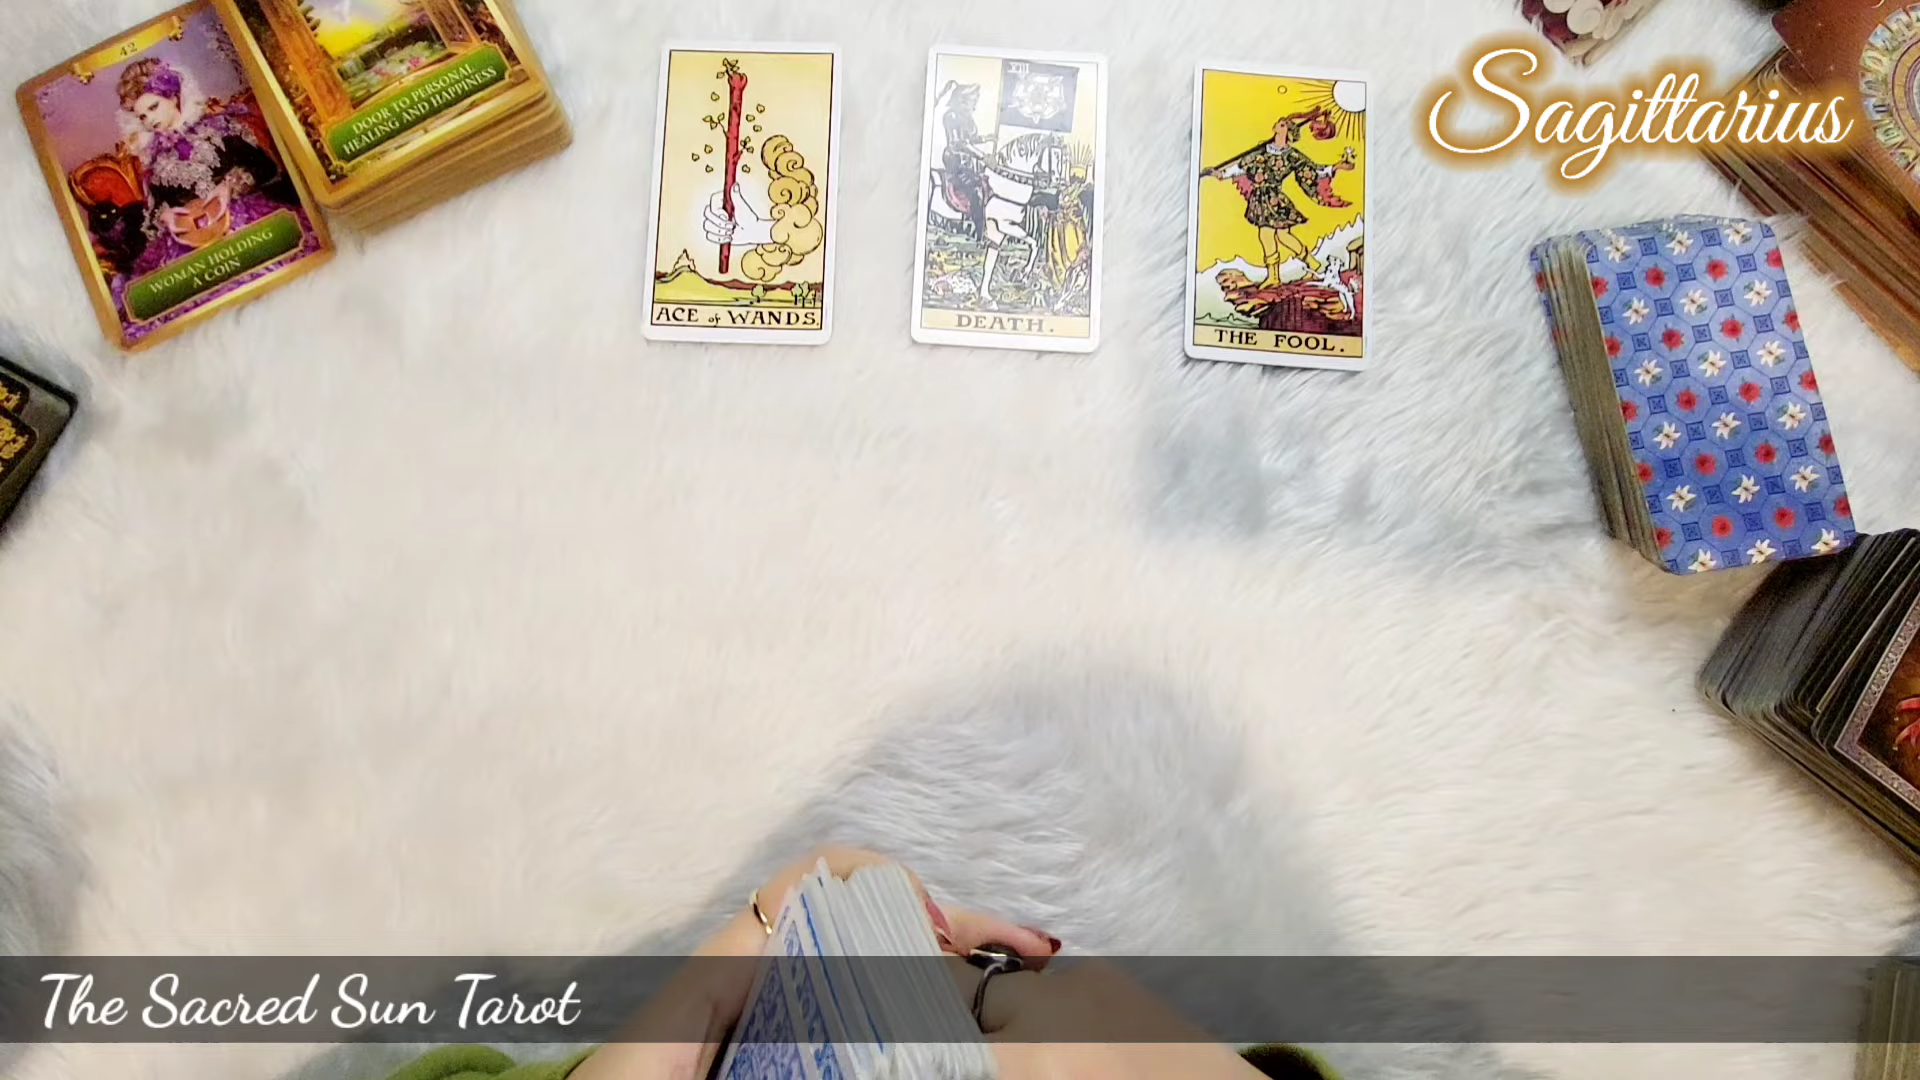 42
WOMAN HOLDING
A COIN
DOOR TO PERSONAL
HEALING AND HAPPINESS
ACE of WANDS.
XIII
DEATH.
THE FOOL.
Sagittarius
The Sacred Sun Tarot